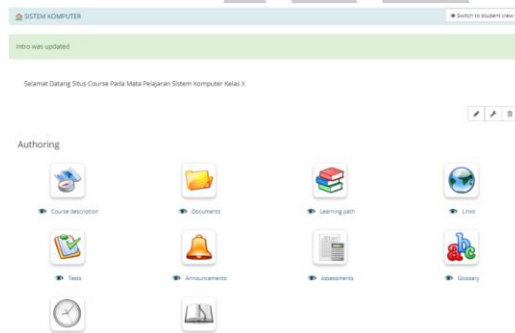 SISTEM KOMPUTER
Switch to student view
Intro was updated
Selamat Datang Situs Course Pada Mata Pelajaran Sistem Komputer Kelas X
Authoring
Course description
Documents
Learning path
Links
Tests
Announcements
Assessments
Glossary
abc